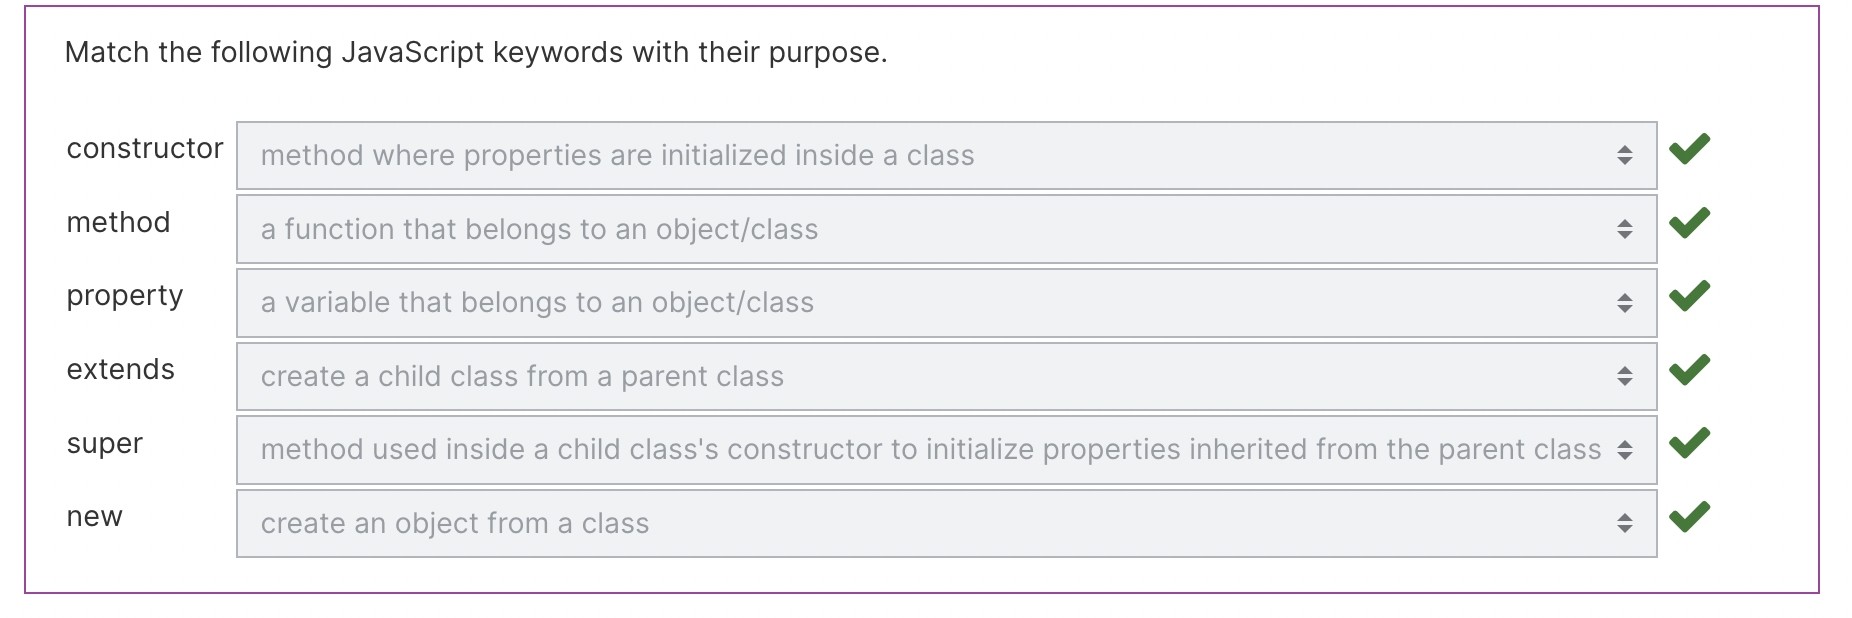 Match the following JavaScript keywords with their purpose.
constructor method where properties are initialized inside a class
method a function that belongs to an object/class
property a variable that belongs to an object/class
extends create a child class from a parent class
super method used inside a child class's constructor to initialize properties inherited from the parent class
new create an object from a class